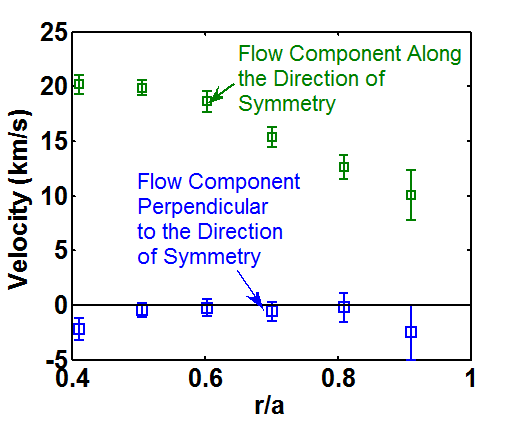 25
Flow Component Along
the Direction of
Symmetry
20
15
Flow Component
Perpendicular
to the Direction
of Symmetry
10
5
0
-5
Velocity (km/s)
0.4
0.6
0.8
1
r/a